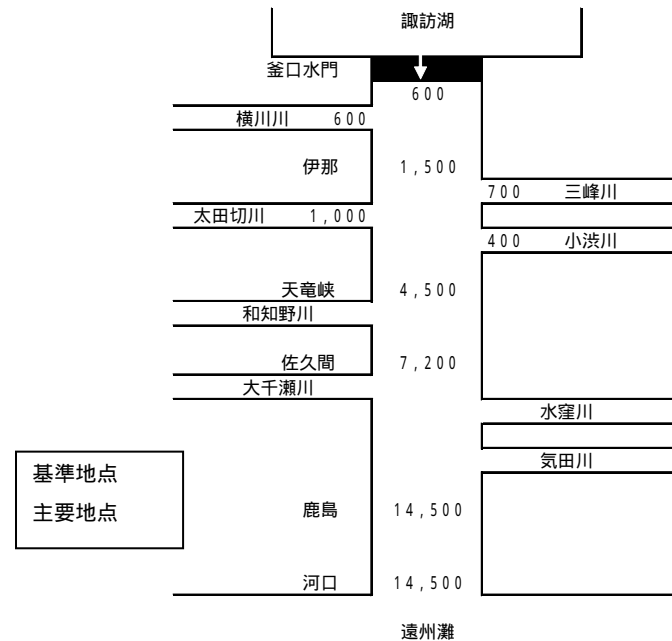 諏訪湖
釜口水門
600
横川川 600
伊那 1,500
700 三峰川
太田切川 1,000
400 小渋川
天竜峡 4,500
和知野川
佐久間 7,200
大千瀬川
水窪川
気田川
基準地点
主要地点
鹿島 14,500
河口 14,500
遠州灘